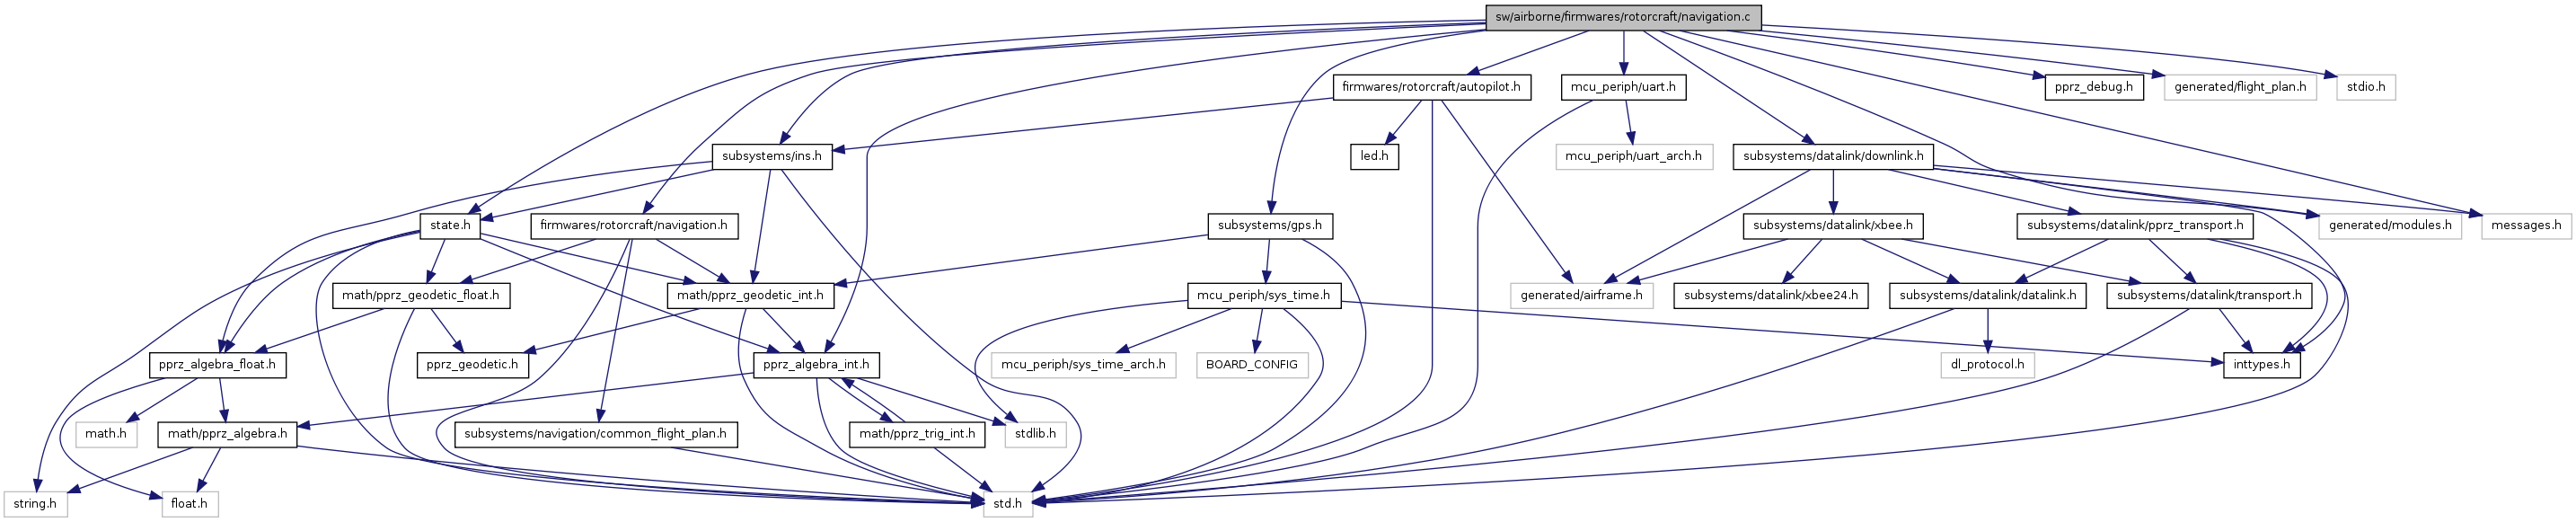 sw/airborne/firmwares/rotorcraft/navigation.c
firmwares/rotorcraft/autopilot.h
mcu_periph/uart.h
pprz_debug.h
generated/flight_plan.h
stdio.h
subsystems/ins.h
led.h
mcu_periph/uart_arch.h
subsystems/datalink/downlink.h
state.h
firmwares/rotorcraft/navigation.h
subsystems/gps.h
subsystems/datalink/xbee.h
subsystems/datalink/pprz_transport.h
generated/modules.h
messages.h
math/pprz_geodetic_float.h
math/pprz_geodetic_int.h
mcu_periph/sys_time.h
generated/airframe.h
subsystems/datalink/xbee24.h
subsystems/datalink/datalink.h
subsystems/datalink/transport.h
pprz_algebra_float.h
pprz_geodetic.h
pprz_algebra_int.h
mcu_periph/sys_time_arch.h
BOARD_CONFIG
dl_protocol.h
inttypes.h
math.h
math/pprz_algebra.h
subsystems/navigation/common_flight_plan.h
math/pprz_trig_int.h
stdlib.h
string.h
float.h
std.h